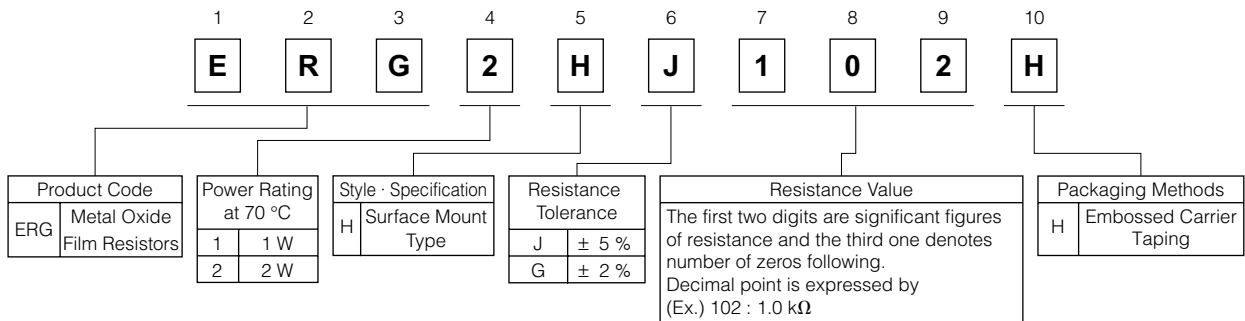 1 2 3 4 5 6 7 8 9 10
E R G 2 H J 1 0 2 H
Product Code
ERG Metal Oxide
Film Resistors
Power Rating
at 70 °C
1 1 W
2 2 W
Style · Specification
H Surface Mount
Type
Resistance
Tolerance
J ± 5 %
G ± 2 %
Resistance Value
The first two digits are significant figures
of resistance and the third one denotes
number of zeros following.
Decimal point is expressed by
(Ex.) 102 : 1.0 kΩ
Packaging Methods
H Embossed Carrier
Taping